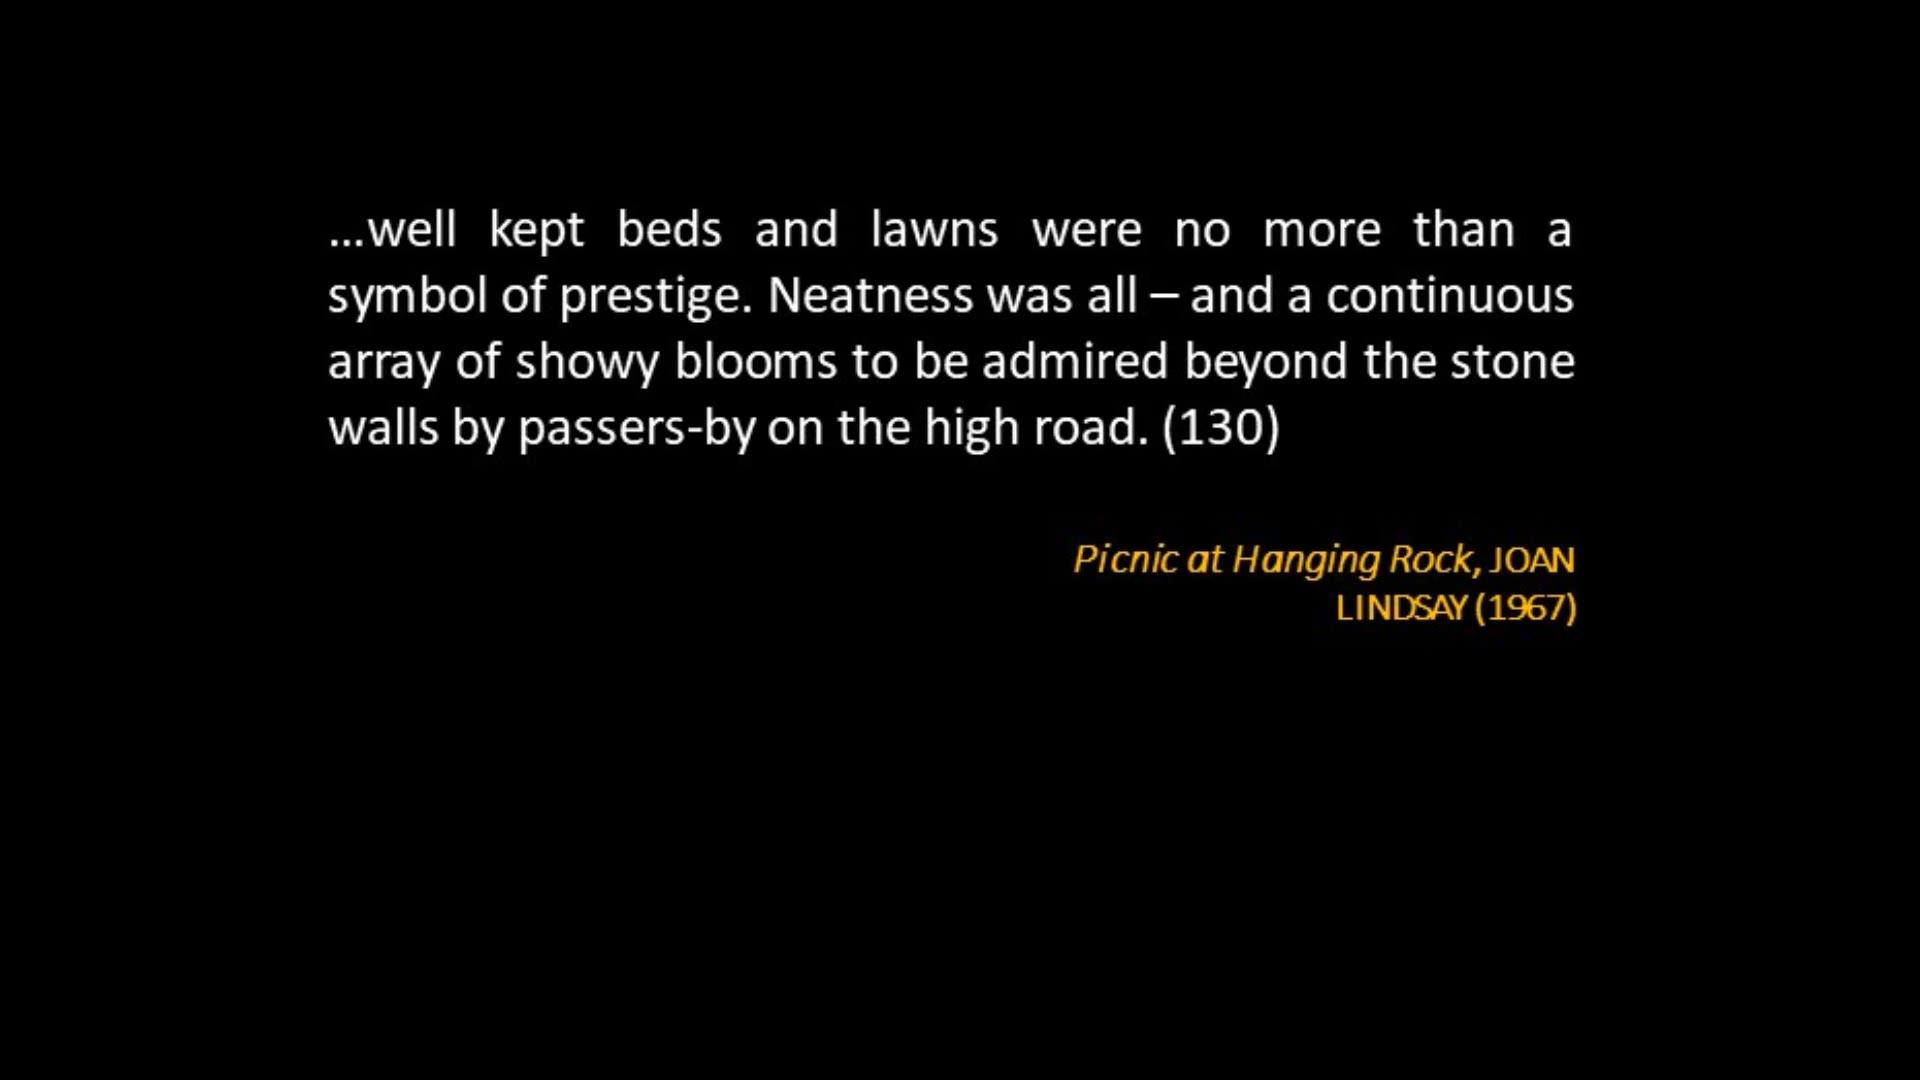 …well kept beds and lawns were no more than a
symbol of prestige. Neatness was all – and a continuous
array of showy blooms to be admired beyond the stone
walls by passers-by on the high road. (130)
Picnic at Hanging Rock, JOAN
LINDSAY (1967)